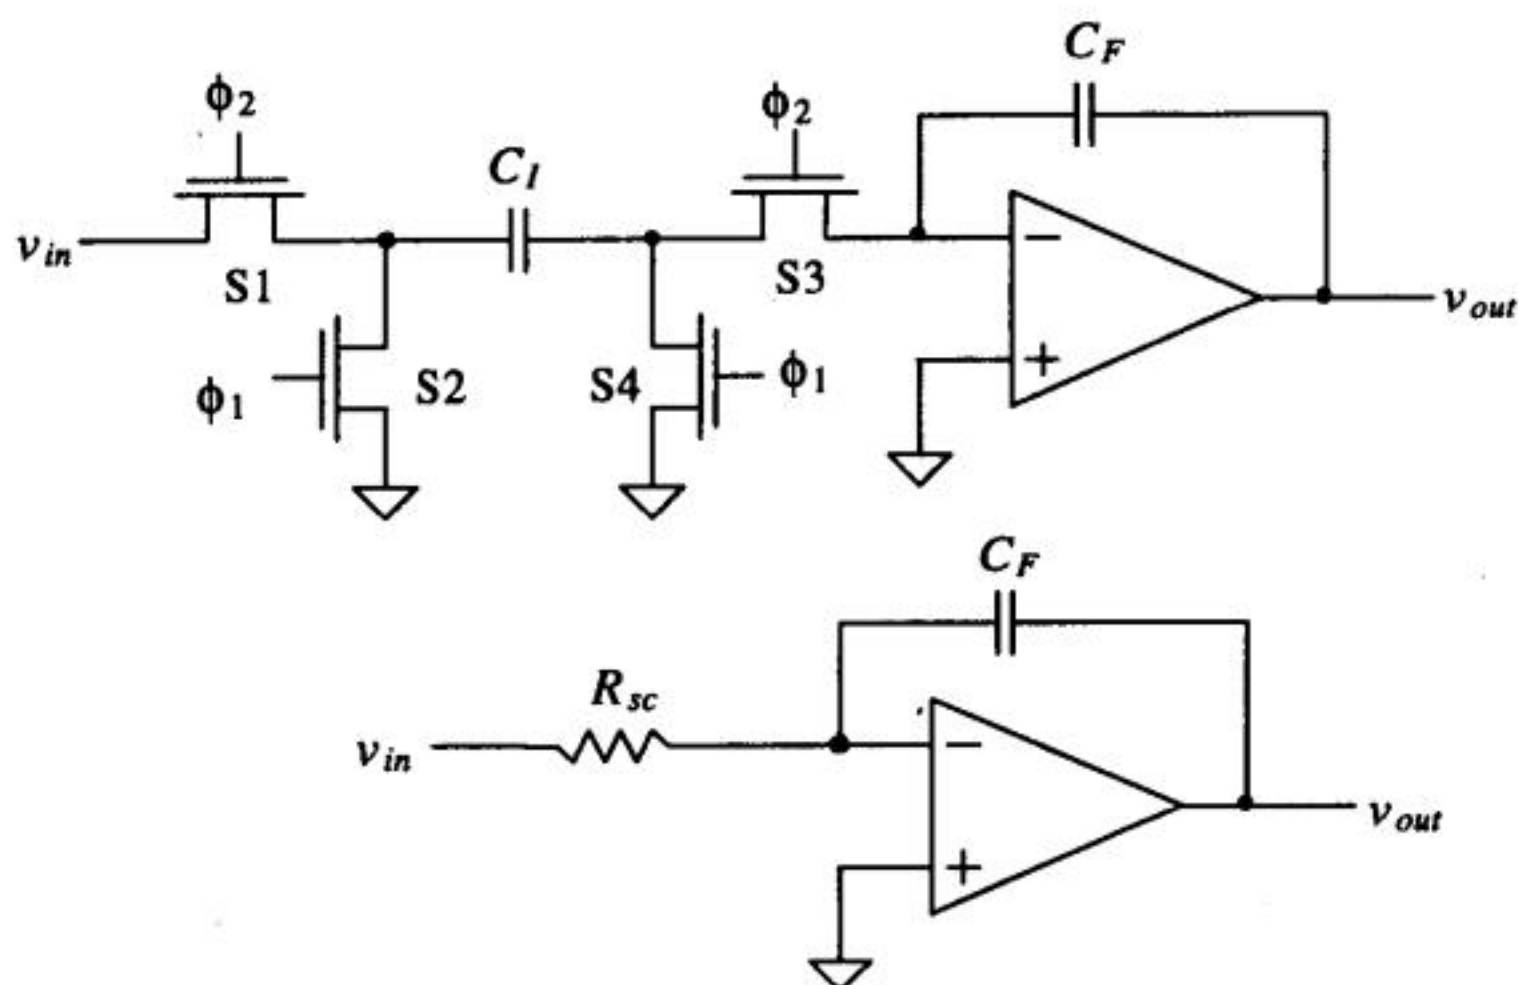 C_F
ϕ₂
ϕ₂
C_I
v_in
S1
S3
−
v_out
ϕ₁
S2
S4
ϕ₁
+
C_F
R_sc
v_in
−
v_out
+